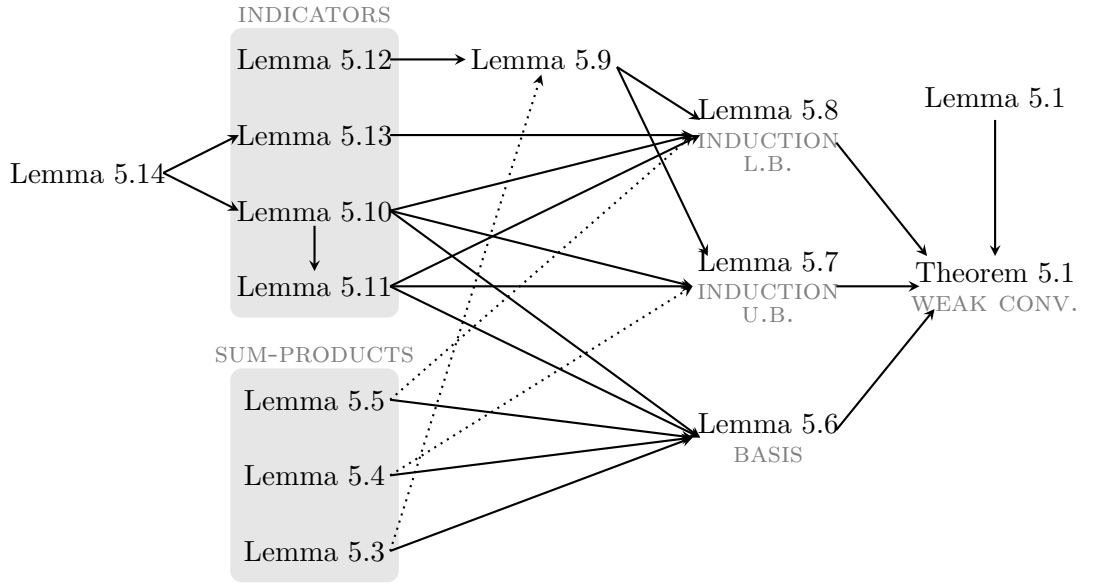 INDICATORS
Lemma 5.12
Lemma 5.9
Lemma 5.8
INDUCTION
L.B.
Lemma 5.1
Lemma 5.13
Lemma 5.14
Lemma 5.10
Lemma 5.11
Lemma 5.7
INDUCTION
U.B.
Theorem 5.1
WEAK CONV.
SUM-PRODUCTS
Lemma 5.5
Lemma 5.6
BASIS
Lemma 5.4
Lemma 5.3